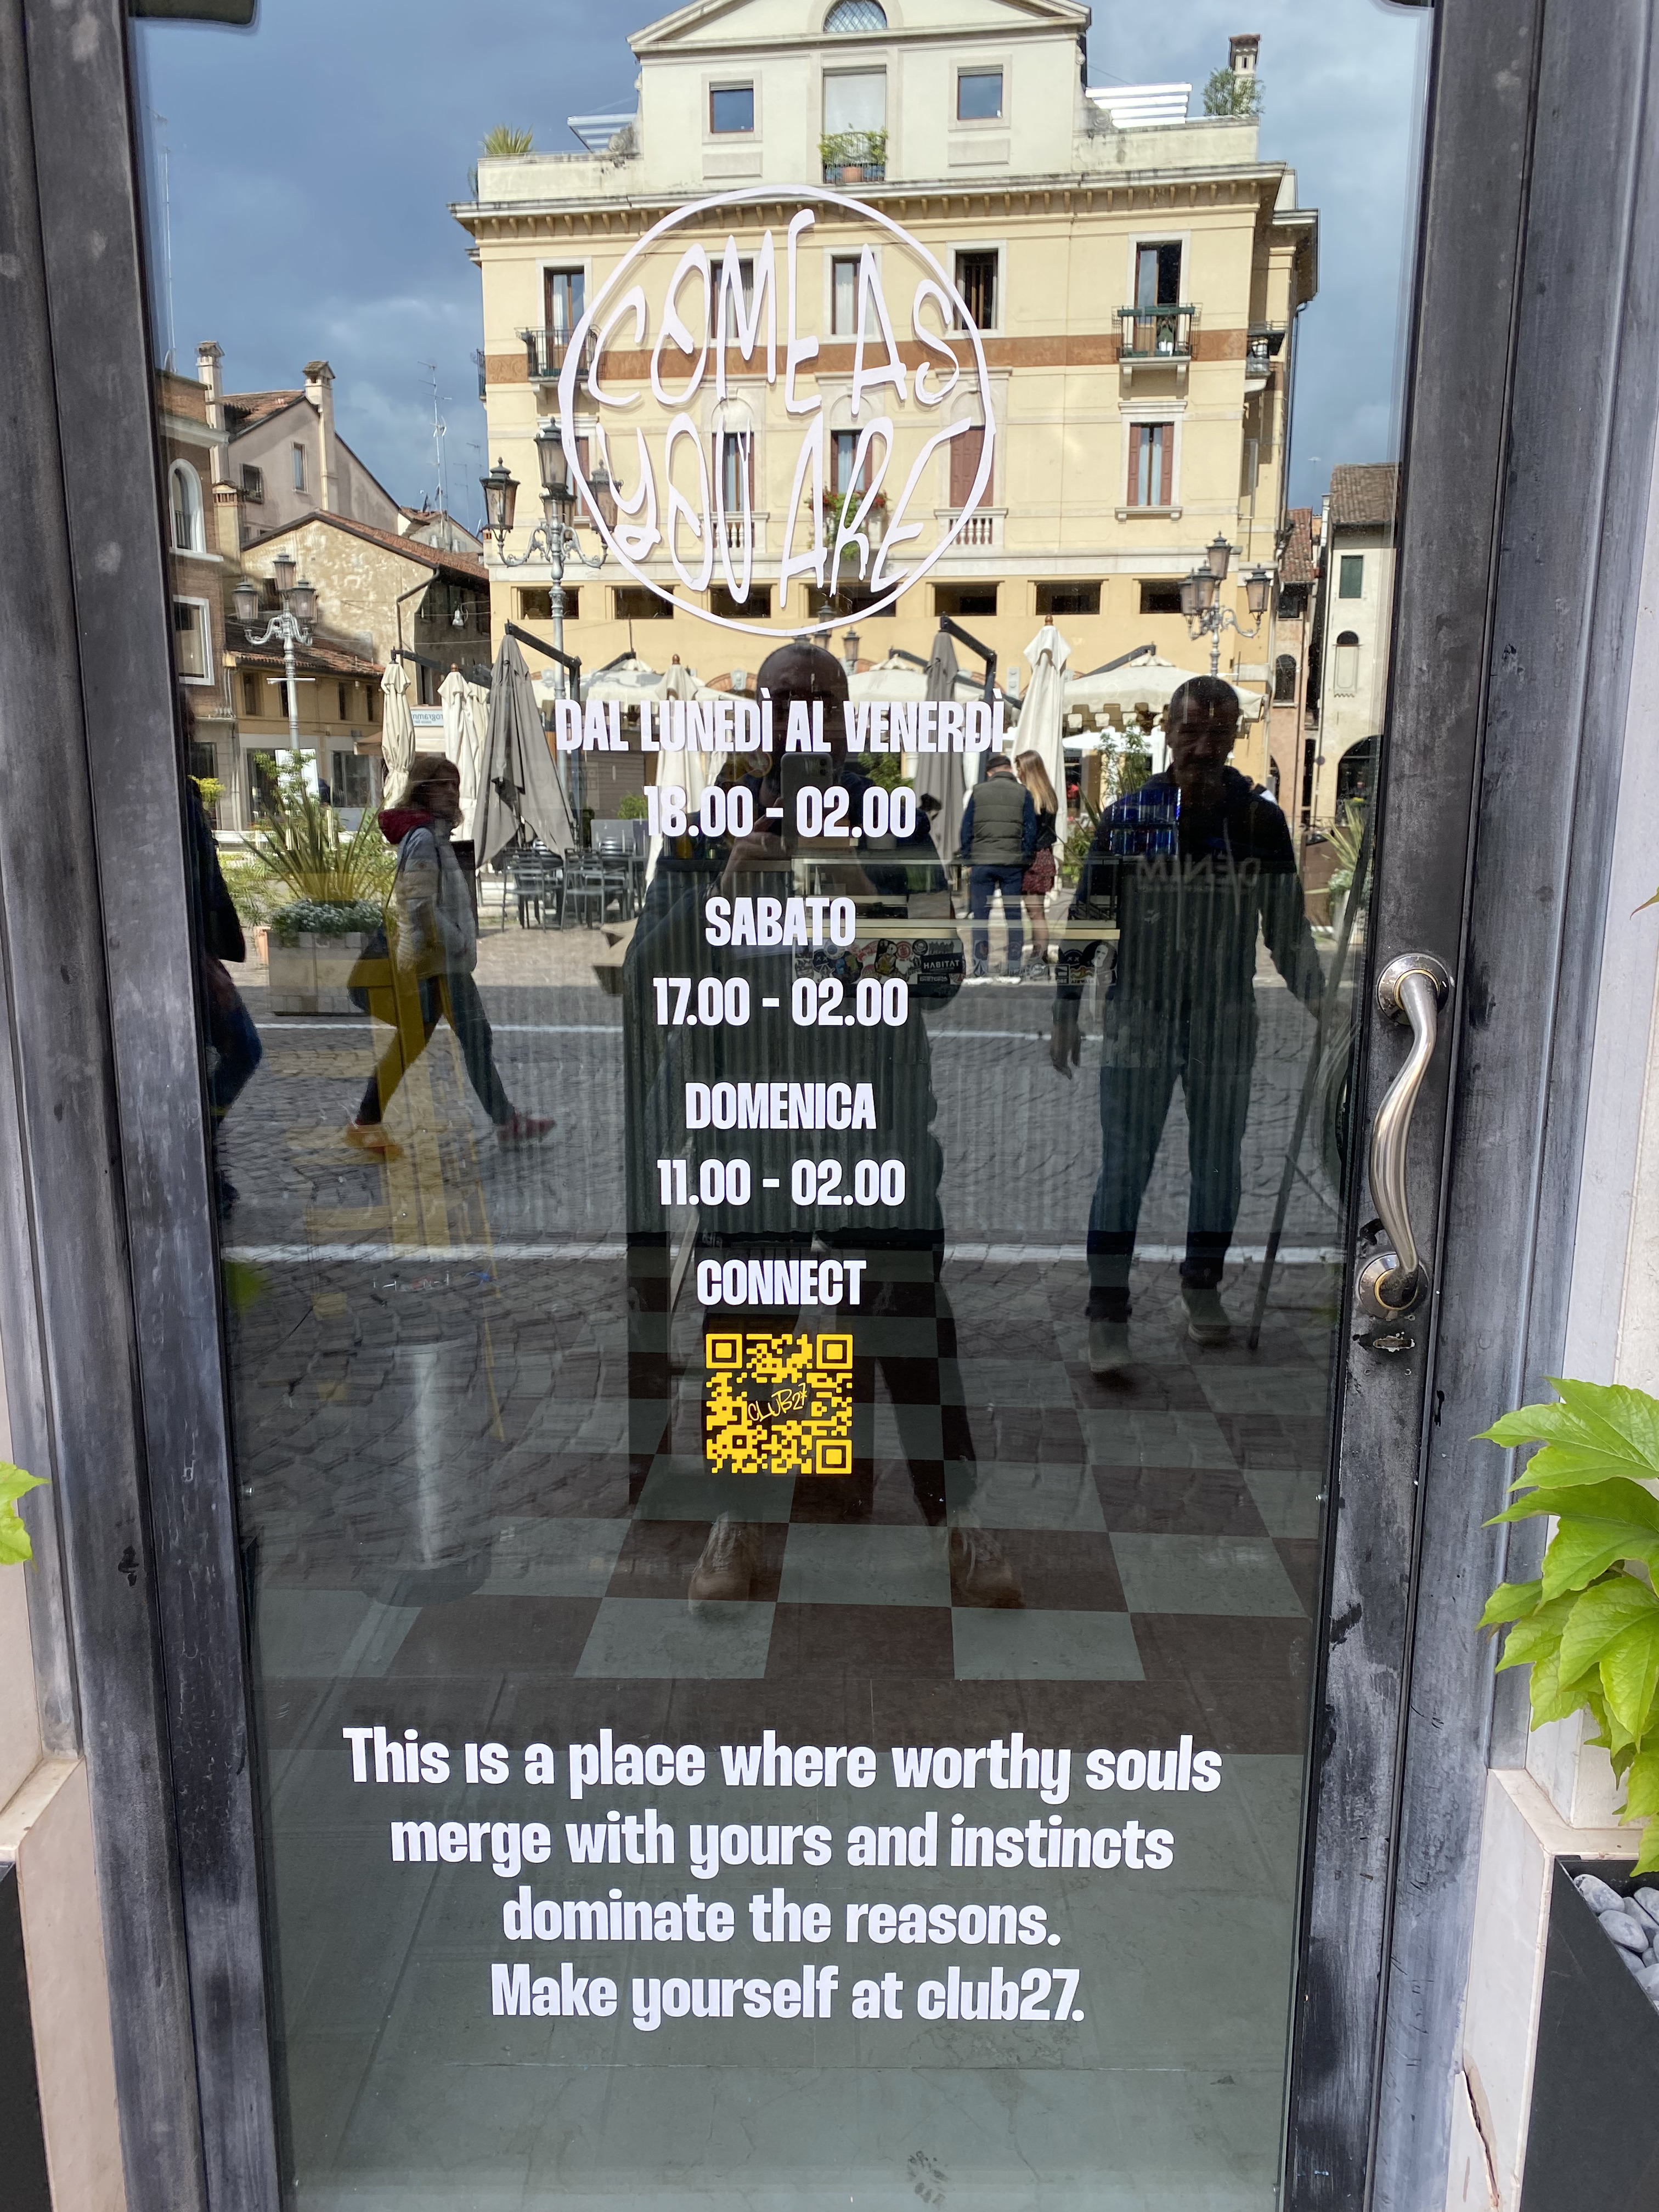 COME AS
YOU ARE
DAL LUNEDÌ AL VENERDÌ
18.00 - 02.00
SABATO
17.00 - 02.00
HABITAT
DOMENICA
11.00 - 02.00
CONNECT
CLUB27
This is a place where worthy souls
merge with yours and instincts
dominate the reasons.
Make yourself at club27.
DENIM